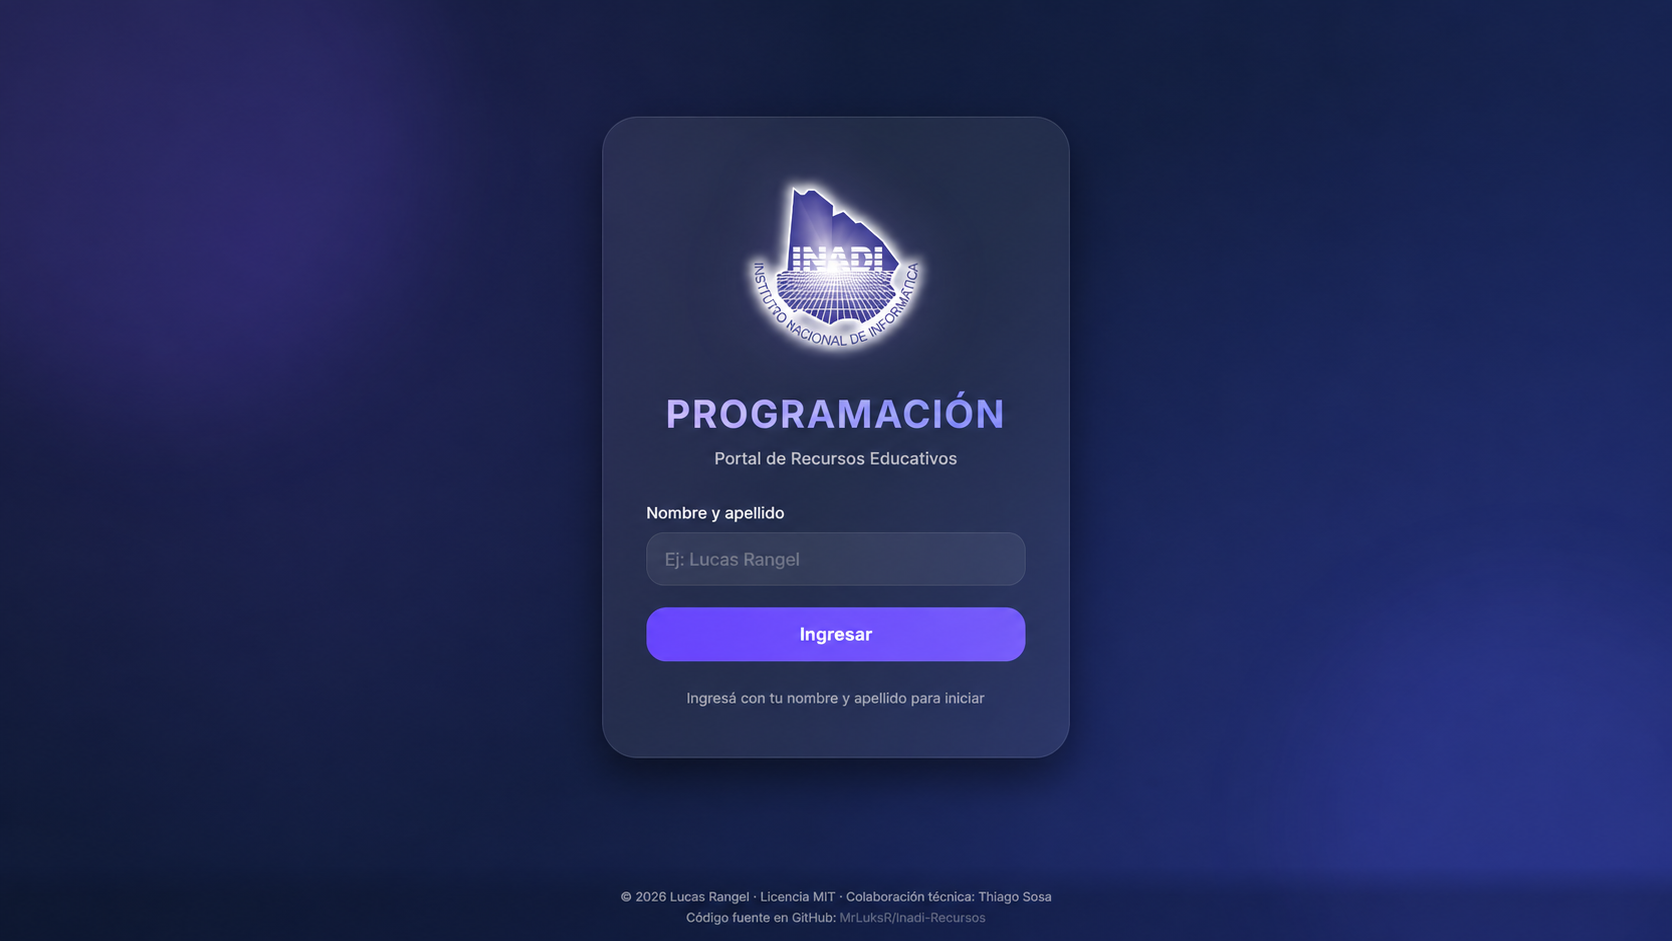 INADI
INSTITUTO NACIONAL DE INFORMÁTICA
PROGRAMACIÓN
Portal de Recursos Educativos
Nombre y apellido
Ej: Lucas Rangel
Ingresar
Ingresá con tu nombre y apellido para iniciar
© 2026 Lucas Rangel · Licencia MIT · Colaboración técnica: Thiago Sosa
Código fuente en GitHub: MrLuksR/Inadi-Recursos